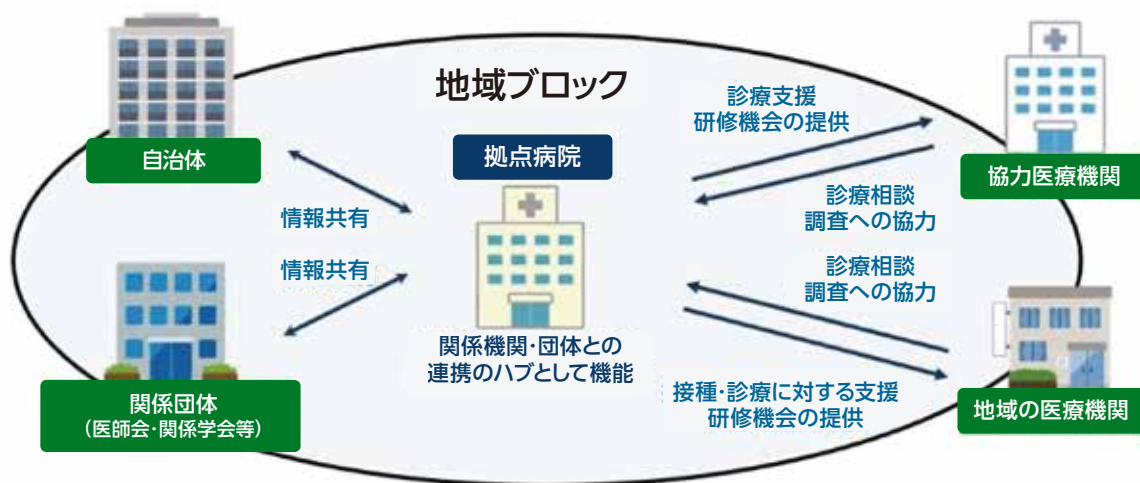 地域ブロック
自治体
拠点病院
診療支援
研修機会の提供
協力医療機関
情報共有
診療相談
調査への協力
情報共有
診療相談
調査への協力
関係機関・団体との
連携のハブとして機能
関係団体
(医師会・関係学会等)
接種・診療に対する支援
研修機会の提供
地域の医療機関